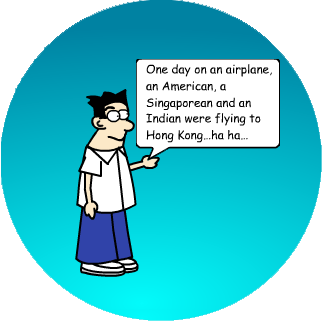 One day on an airplane,
an American, a
Singaporean and an
Indian were flying to
Hong Kong...ha ha...